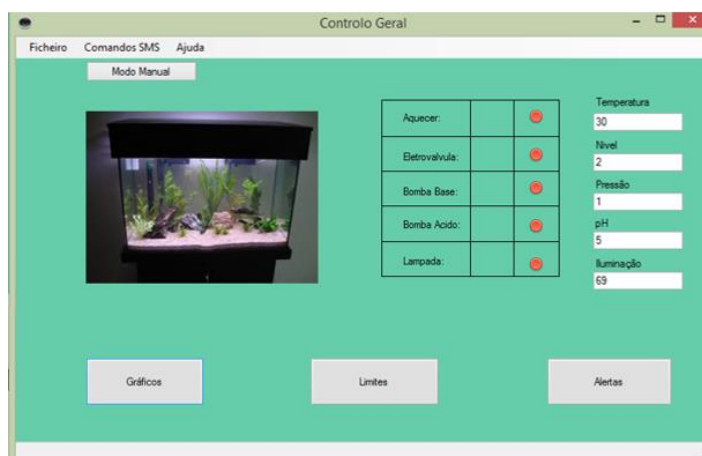 Controlo Geral
Ficheiro Comandos SMS Ajuda
Modo Manual
Aquecer:
Eletrovalvula:
Bomba Base:
Bomba Acido:
Lampada:
Temperatura
30
Nivel
2
Pressão
1
pH
5
Iluminação
69
Gráficos
Limites
Alertas